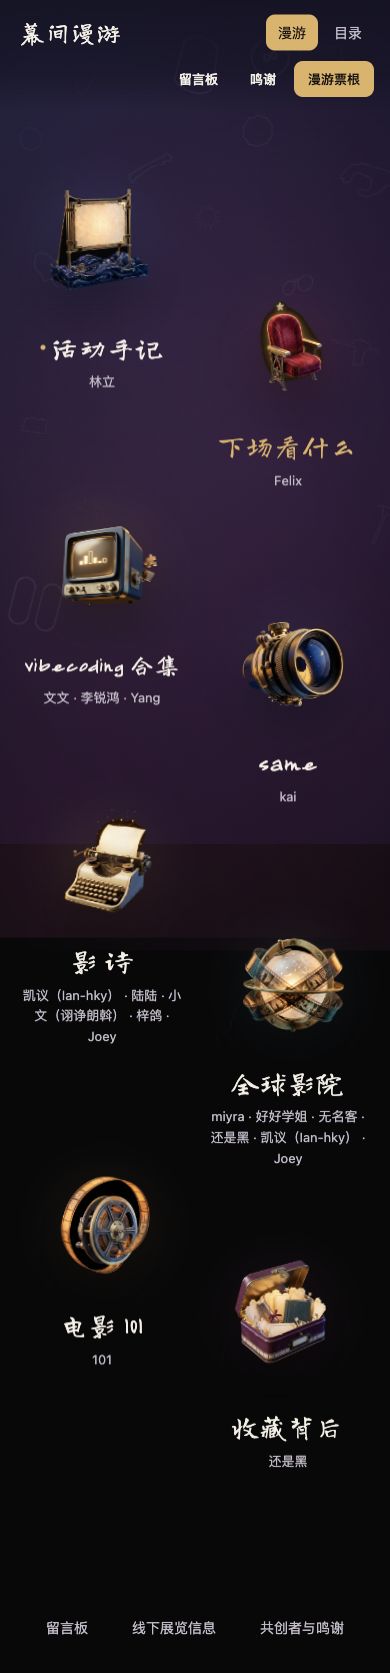 幕间漫游
漫游
目录
留言板
鸣谢
漫游票根
活动手记
林立
下场看什么
Felix
vibecoding 合集
文文 · 李锐鸿 · Yang
same
kai
影诗
凯议（Ian-hky） · 陆陆 · 小
文（诩诤朗斡） · 梓鸽 ·
Joey
全球影院
miyra · 好好学姐 · 无名客 ·
还是黑 · 凯议（Ian-hky） ·
Joey
电影 101
101
收藏背后
还是黑
留言板
线下展览信息
共创者与鸣谢